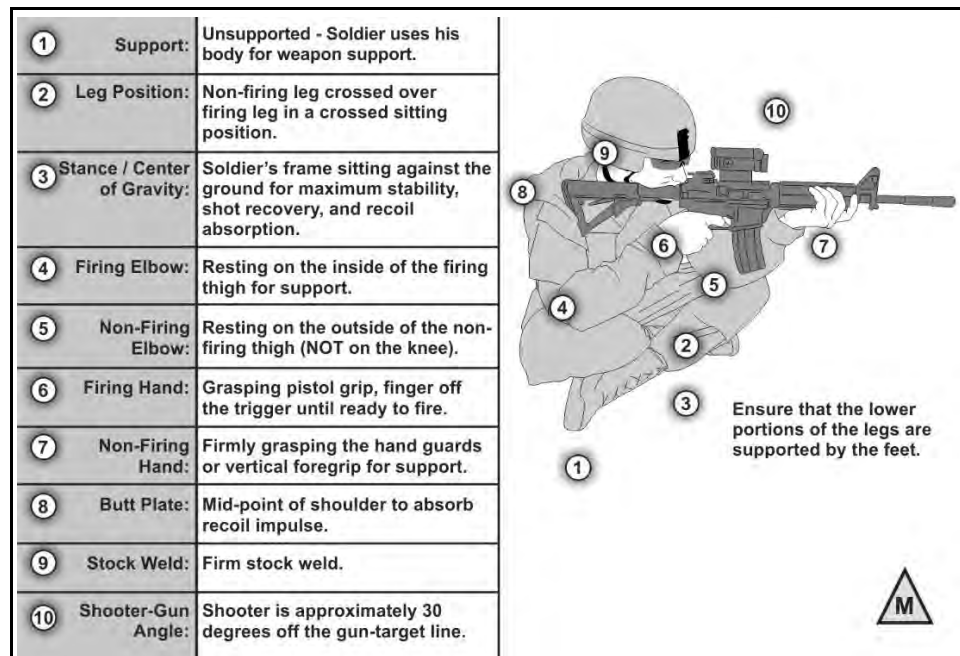 1 Support: Unsupported - Soldier uses his
body for weapon support.
2 Leg Position: Non-firing leg crossed over
firing leg in a crossed sitting
position.
3 Stance / Center
of Gravity: Soldier's frame sitting against the
ground for maximum stability,
shot recovery, and recoil
absorption.
4 Firing Elbow: Resting on the inside of the firing
thigh for support.
5 Non-Firing
Elbow: Resting on the outside of the non-
firing thigh (NOT on the knee).
6 Firing Hand: Grasping pistol grip, finger off
the trigger until ready to fire.
7 Non-Firing
Hand: Firmly grasping the hand guards
or vertical foregrip for support.
8 Butt Plate: Mid-point of shoulder to absorb
recoil impulse.
9 Stock Weld: Firm stock weld.
10 Shooter-Gun
Angle: Shooter is approximately 30
degrees off the gun-target line.
10
9
8
7
6
5
4
2
3
1
Ensure that the lower
portions of the legs are
supported by the feet.
M